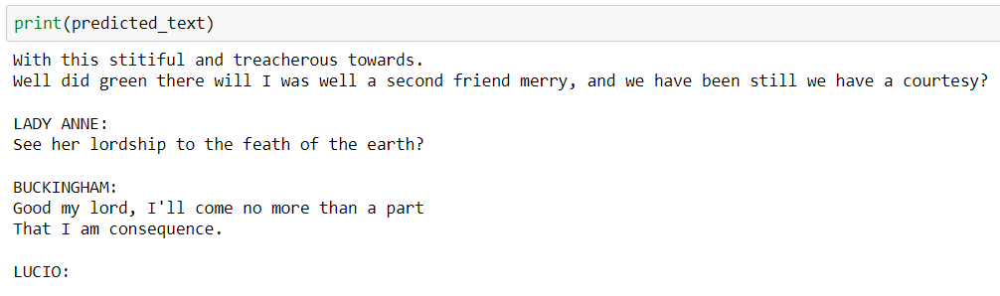 print(predicted_text)
With this stitiful and treacherous towards.
Well did green there will I was well a second friend merry, and we have been still we have a courtesy?
LADY ANNE:
See her lordship to the feath of the earth?
BUCKINGHAM:
Good my lord, I'll come no more than a part
That I am consequence.
LUCIO: